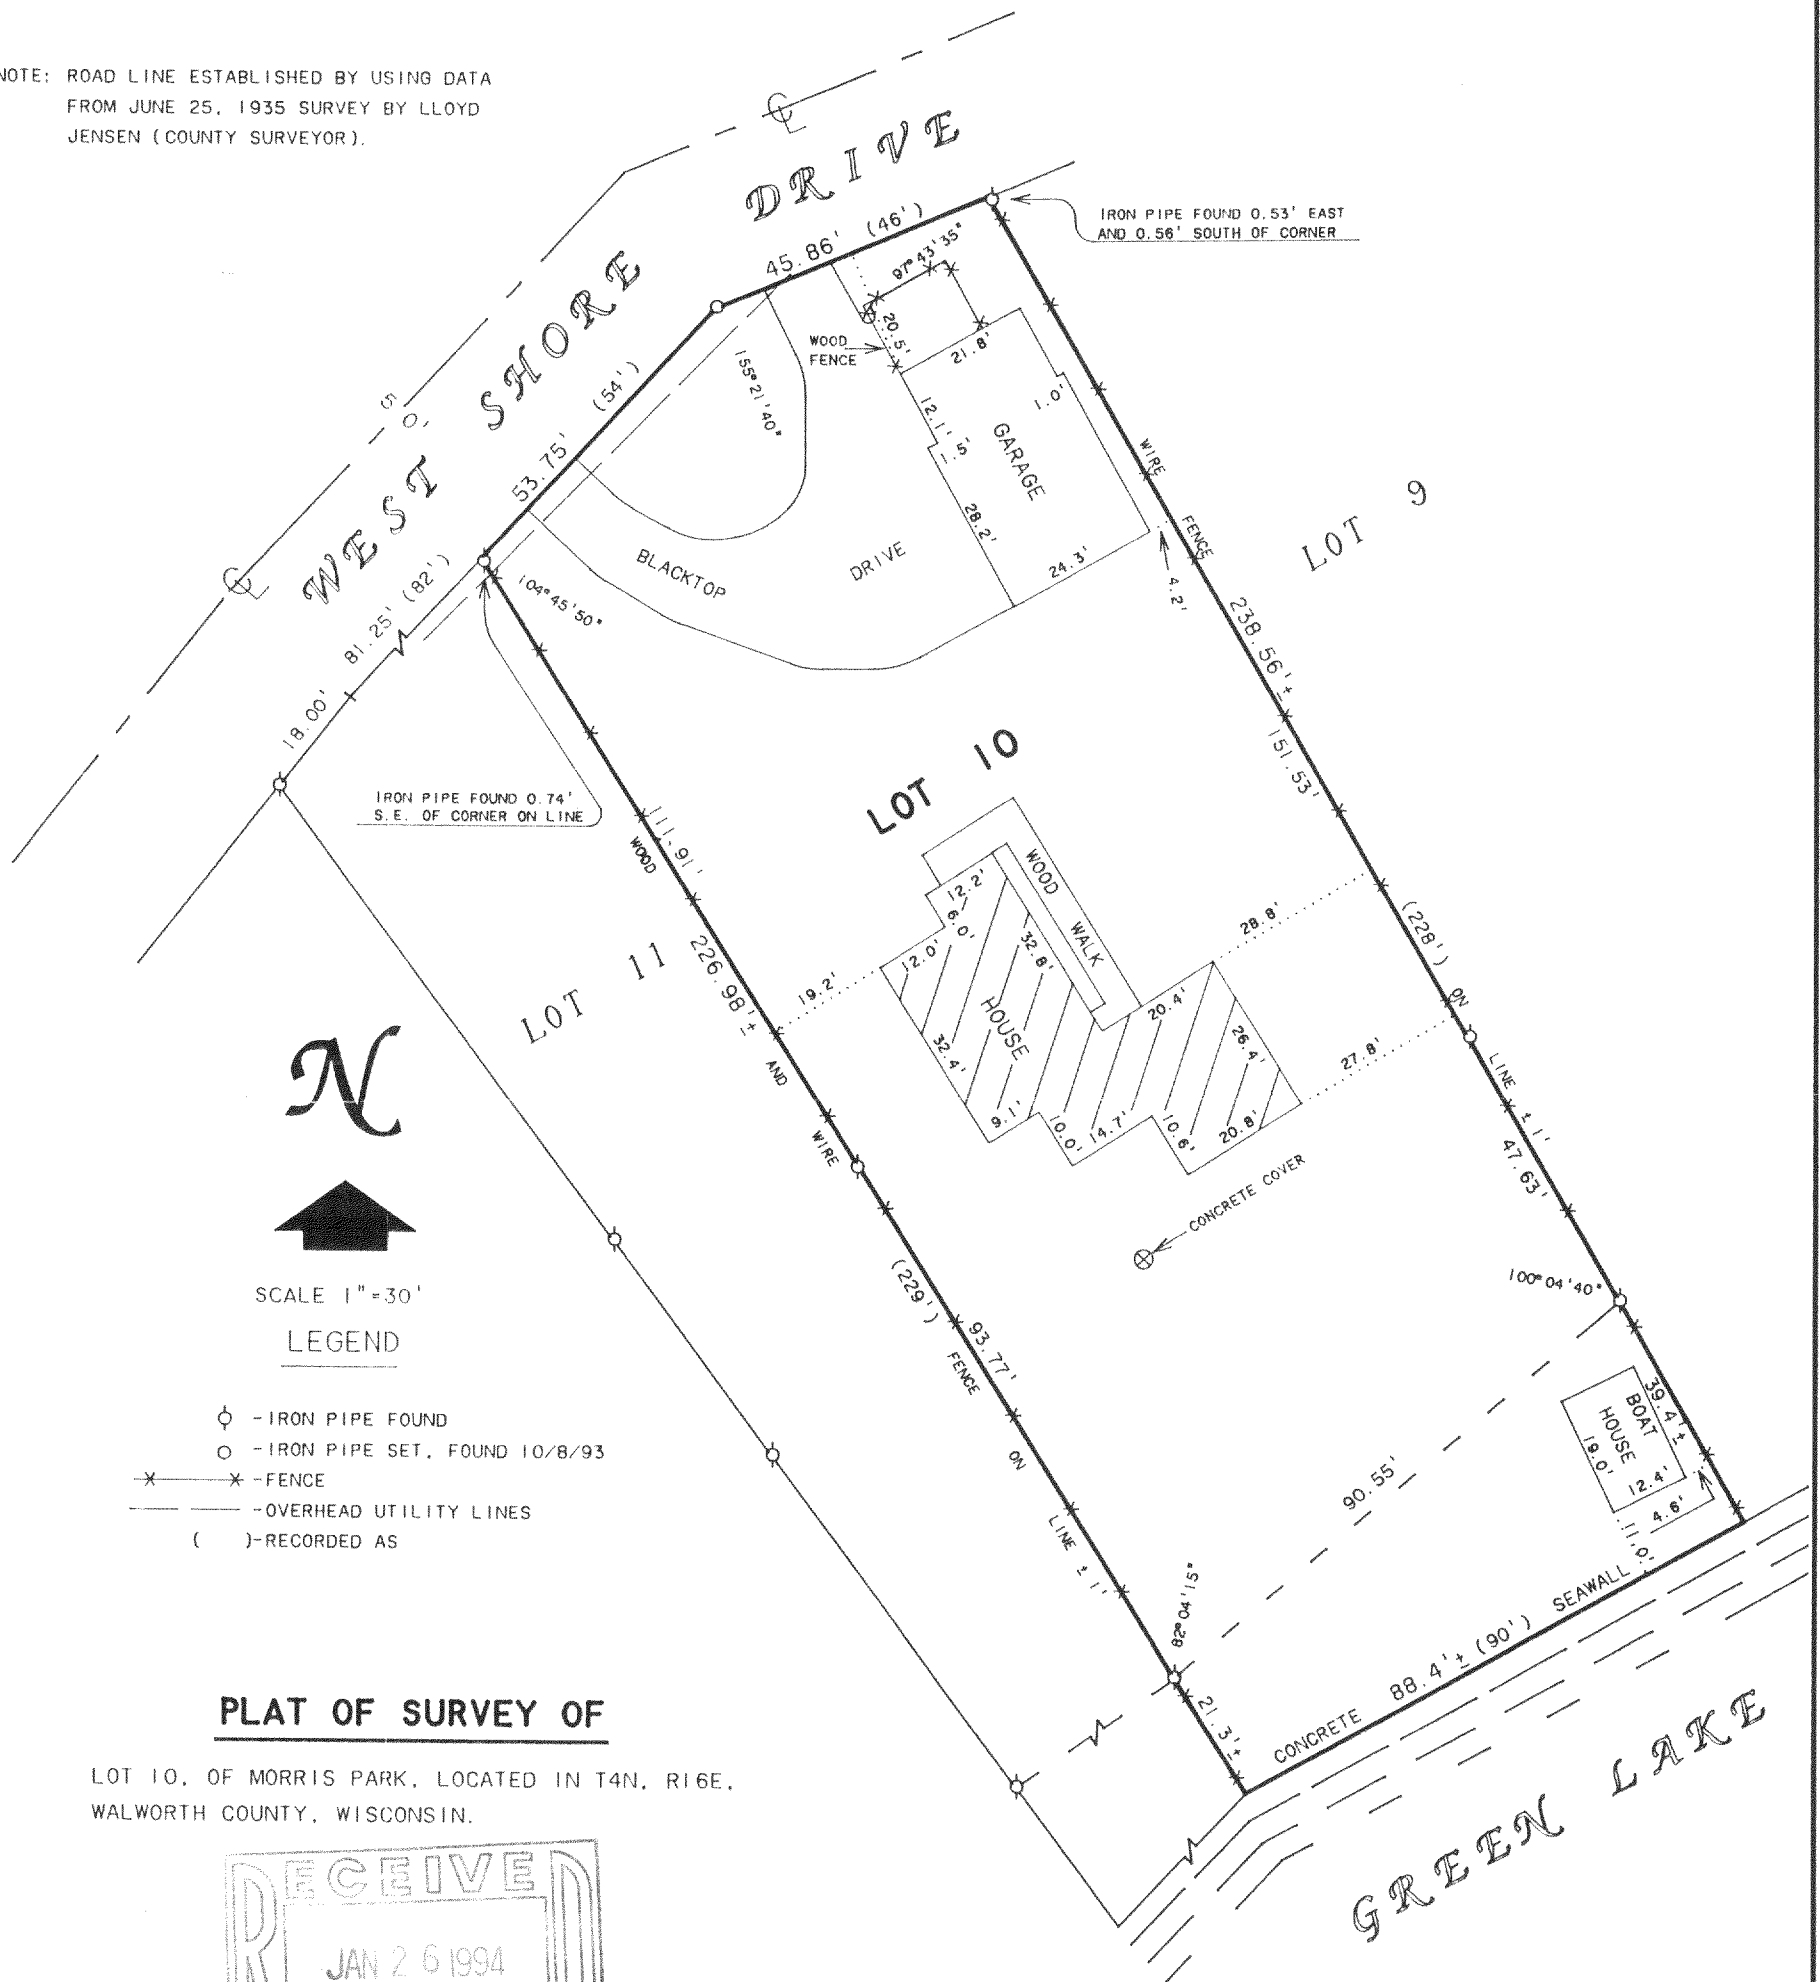 NOTE: ROAD LINE ESTABLISHED BY USING DATA
FROM JUNE 25, 1935 SURVEY BY LLOYD
JENSEN (COUNTY SURVEYOR).
WEST SHORE DRIVE
50'
45.86' (46')
97°43'35"
IRON PIPE FOUND 0.53' EAST
AND 0.56' SOUTH OF CORNER
53.75' (54')
155°21'40"
WOOD
FENCE
20.5'
21.8'
12.1'
1.5'
1.0'
GARAGE
28.2'
24.3'
4.2'
BLACKTOP DRIVE
81.25' (82')
18.00'
104°45'50"
IRON PIPE FOUND 0.74'
S.E. OF CORNER ON LINE
WIRE FENCE ON LINE ±1'
238.56'±
151.53'
(228')
47.63'
39.4'±
LOT 9
LOT 10
LOT 11
111.91'
226.98'±
(229')
93.77'
21.3'±
WOOD AND WIRE FENCE ON LINE ±1'
WOOD WALK
HOUSE
12.2'
6.0'
12.0'
32.8'
32.4'
9.1'
10.0'
14.7'
10.6'
20.8'
20.4'
26.4'
19.2'
28.8'
27.8'
CONCRETE COVER
100°04'40"
BOAT
HOUSE
19.0'
12.4'
4.6'
11.0'
90.55'
82°04'15"
CONCRETE 88.4'± (90') SEAWALL
GREEN LAKE
N
SCALE 1"=30'
LEGEND
-IRON PIPE FOUND
-IRON PIPE SET, FOUND 10/8/93
-FENCE
-OVERHEAD UTILITY LINES
( )-RECORDED AS
PLAT OF SURVEY OF
LOT 10, OF MORRIS PARK, LOCATED IN T4N, R16E,
WALWORTH COUNTY, WISCONSIN.
RECEIVED
JAN 26 1994